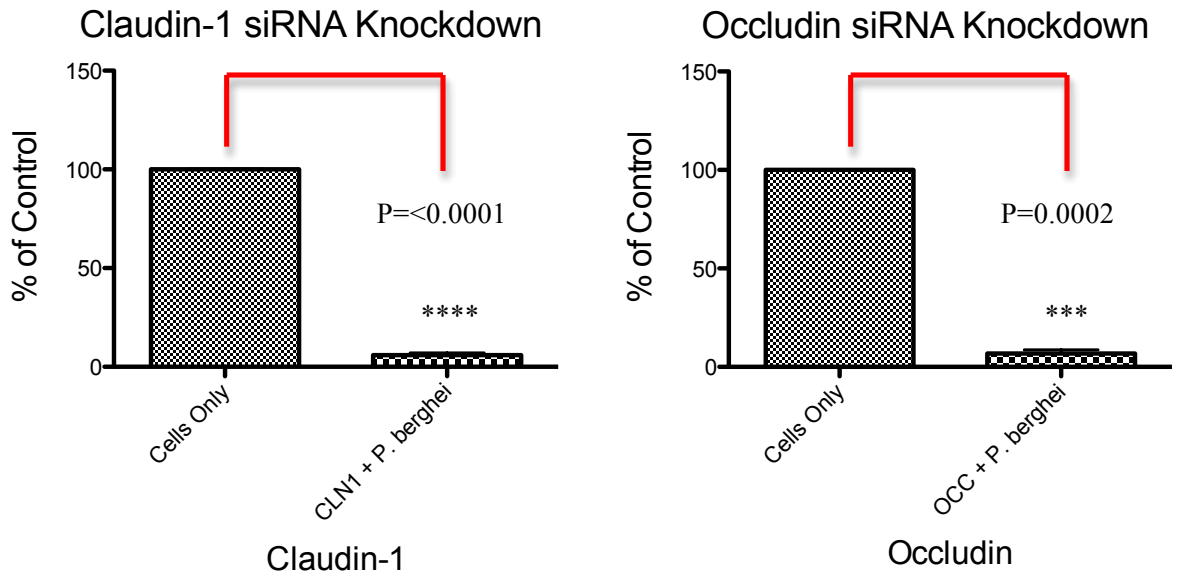 Claudin-1 siRNA Knockdown
% of Control
150
100
50
0
P=<0.0001
****
Cells Only
CLN1 + P. berghei
Claudin-1
Occludin siRNA Knockdown
% of Control
150
100
50
0
P=0.0002
***
Cells Only
OCC + P. berghei
Occludin